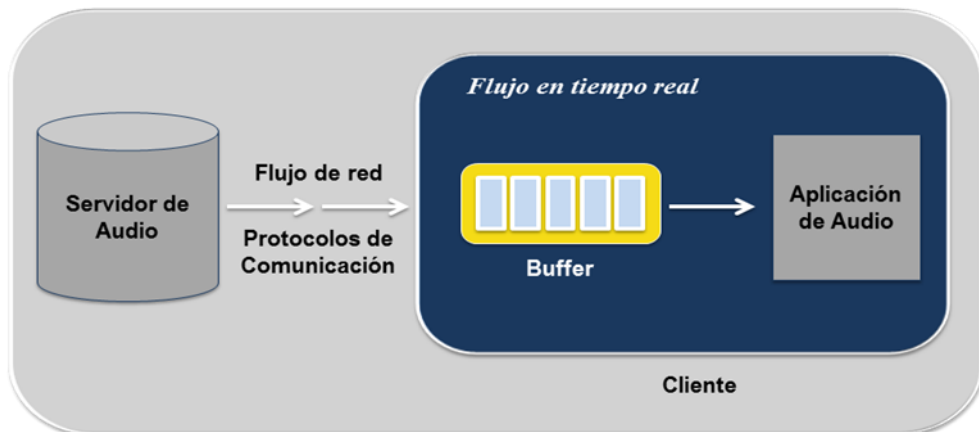 Flujo en tiempo real
Servidor de
Audio
Flujo de red
Protocolos de
Comunicación
Buffer
Aplicación
de Audio
Cliente